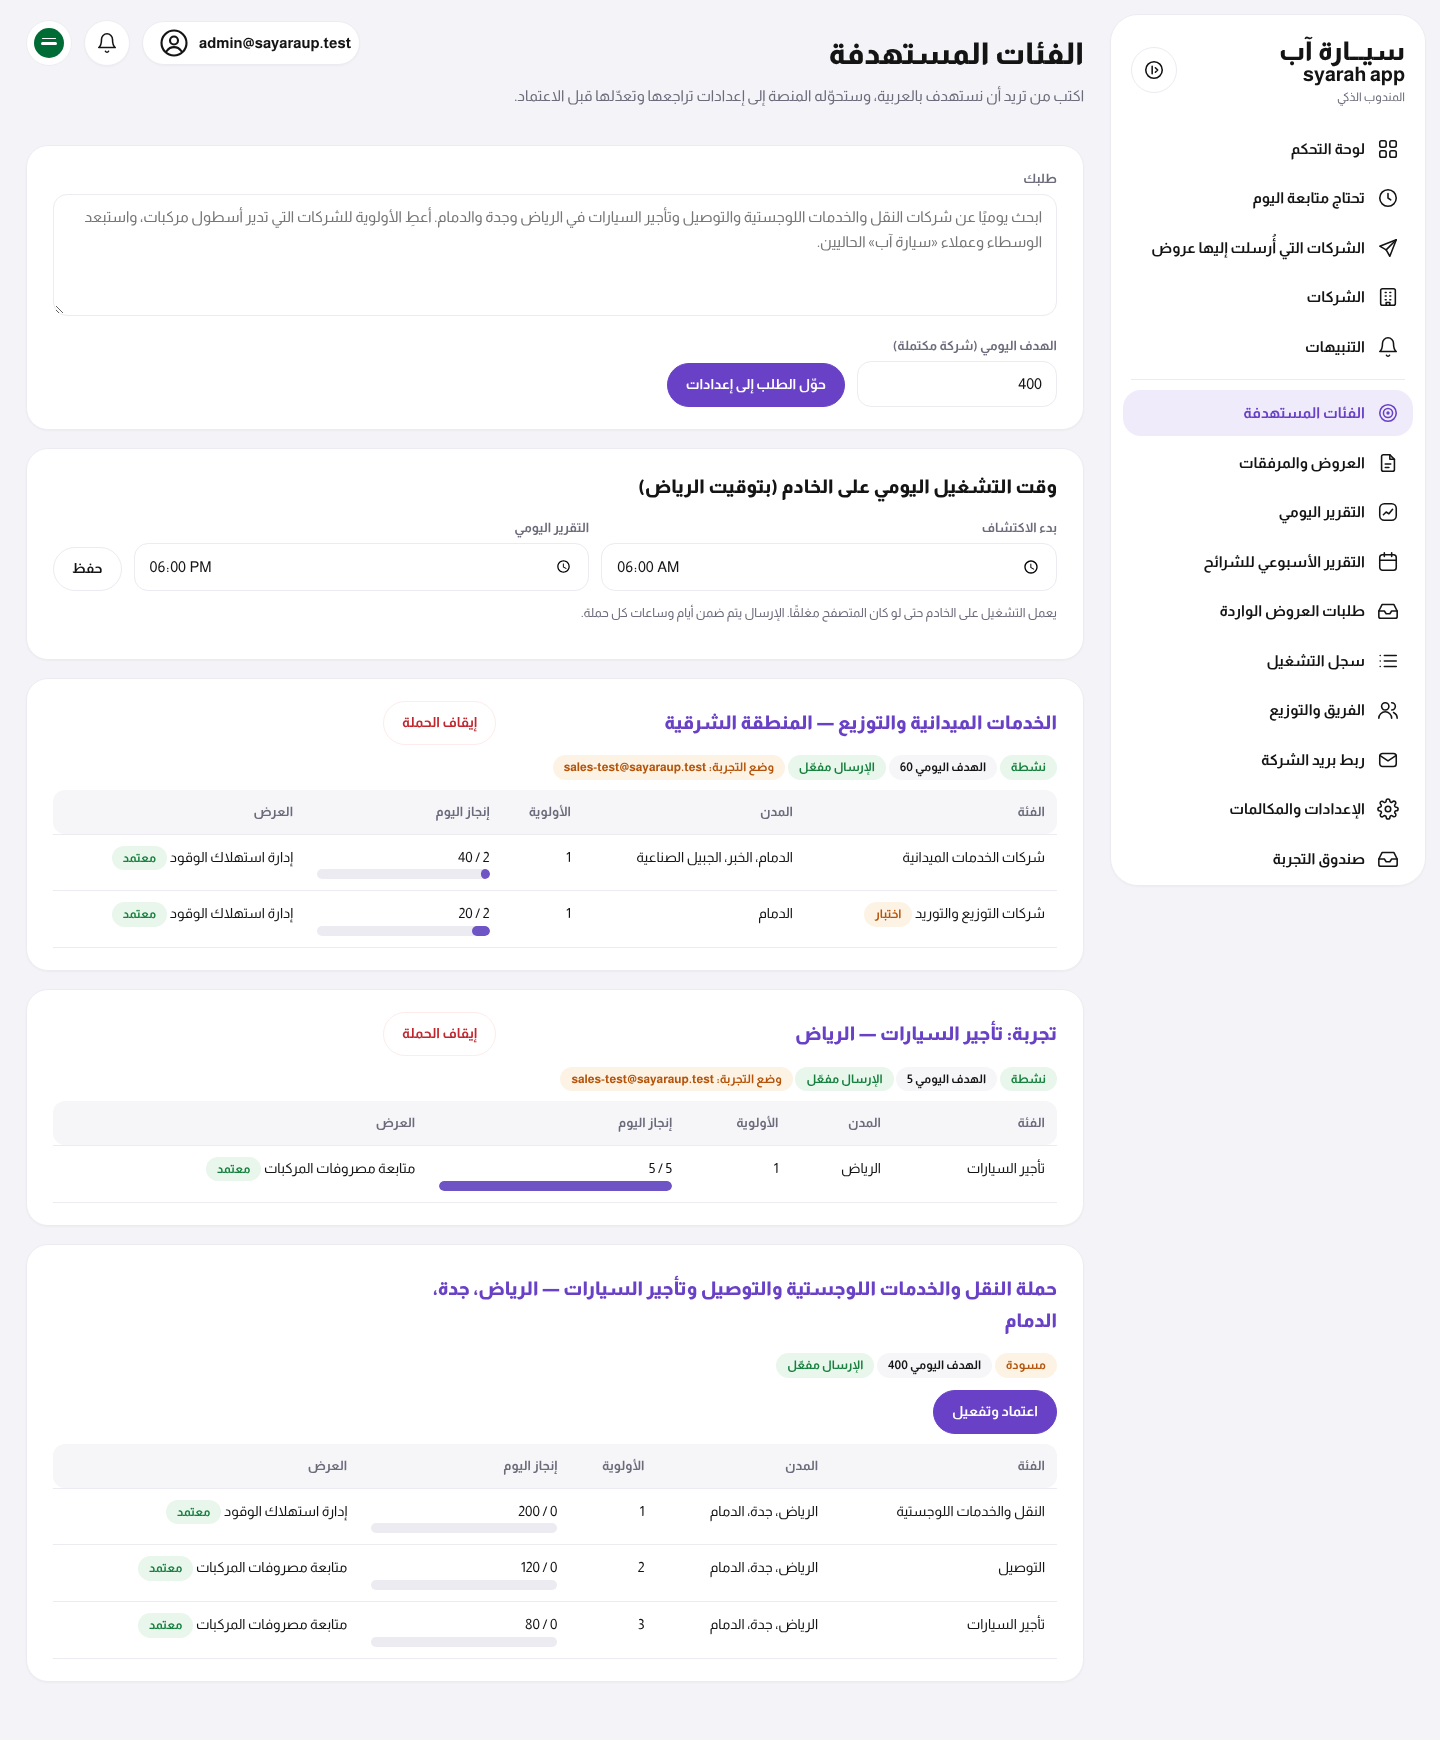 سيـــارة آب
syarah app
المندوب الذكي
لوحة التحكم
تحتاج متابعة اليوم
الشركات التي أُرسلت إليها عروض
الشركات
التنبيهات
الفئات المستهدفة
العروض والمرفقات
التقرير اليومي
التقرير الأسبوعي للشرائح
طلبات العروض الواردة
سجل التشغيل
الفريق والتوزيع
ربط بريد الشركة
الإعدادات والمكالمات
صندوق التجربة
admin@sayaraup.test
الفئات المستهدفة
اكتب من تريد أن نستهدف بالعربية، وستحوّله المنصة إلى إعدادات تراجعها وتعدّلها قبل الاعتماد.
طلبك
ابحث يوميًا عن شركات النقل والخدمات اللوجستية والتوصيل وتأجير السيارات في الرياض وجدة والدمام. أعطِ الأولوية للشركات التي تدير أسطول مركبات، واستبعد
الوسطاء وعملاء «سيارة آب» الحاليين.
الهدف اليومي (شركة مكتملة)
400 حوّل الطلب إلى إعدادات
وقت التشغيل اليومي على الخادم (بتوقيت الرياض)
بدء الاكتشاف التقرير اليومي
06:00 AM 06:00 PM حفظ
يعمل التشغيل على الخادم حتى لو كان المتصفح مغلقًا. الإرسال يتم ضمن أيام وساعات كل حملة.
الخدمات الميدانية والتوزيع — المنطقة الشرقية إيقاف الحملة
نشطة الهدف اليومي 60 الإرسال مفعّل وضع التجربة: sales-test@sayaraup.test
الفئة المدن الأولوية إنجاز اليوم العرض
شركات الخدمات الميدانية الدمام، الخبر، الجبيل الصناعية 1 2 / 40 إدارة استهلاك الوقود معتمد
شركات التوزيع والتوريد اختبار الدمام 1 2 / 20 إدارة استهلاك الوقود معتمد
تجربة: تأجير السيارات — الرياض إيقاف الحملة
نشطة الهدف اليومي 5 الإرسال مفعّل وضع التجربة: sales-test@sayaraup.test
الفئة المدن الأولوية إنجاز اليوم العرض
تأجير السيارات الرياض 1 5 / 5 متابعة مصروفات المركبات معتمد
حملة النقل والخدمات اللوجستية والتوصيل وتأجير السيارات — الرياض، جدة،
الدمام
مسودة الهدف اليومي 400 الإرسال مفعّل
اعتماد وتفعيل
الفئة المدن الأولوية إنجاز اليوم العرض
النقل والخدمات اللوجستية الرياض، جدة، الدمام 1 0 / 200 إدارة استهلاك الوقود معتمد
التوصيل الرياض، جدة، الدمام 2 0 / 120 متابعة مصروفات المركبات معتمد
تأجير السيارات الرياض، جدة، الدمام 3 0 / 80 متابعة مصروفات المركبات معتمد